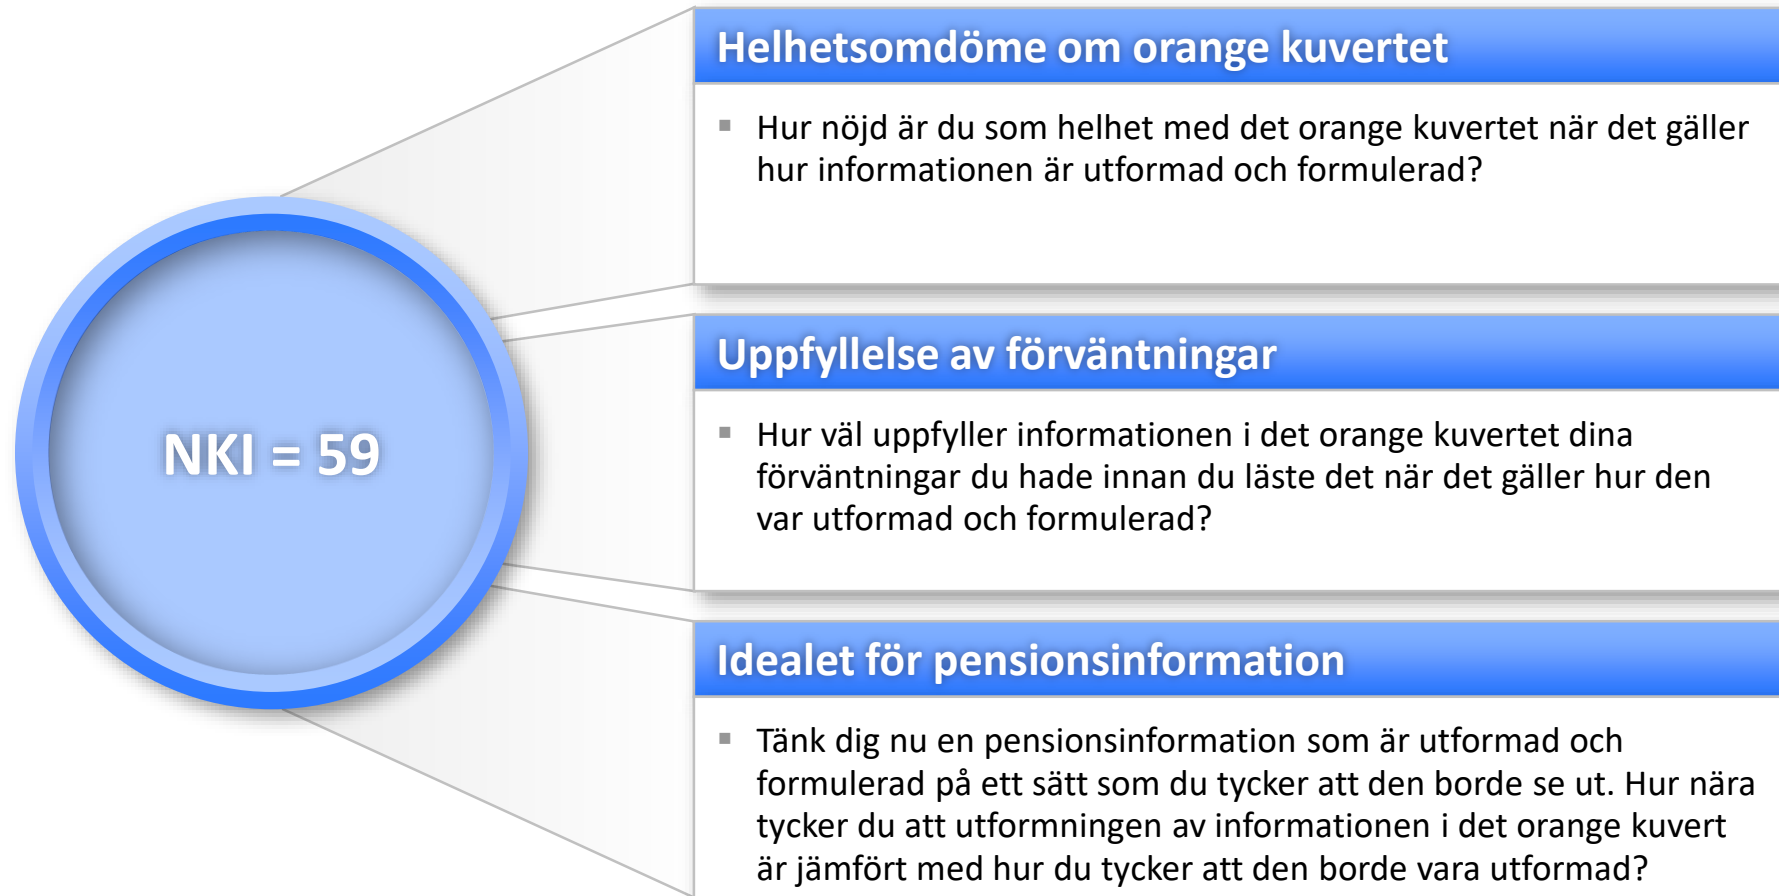 NKI = 59
Helhetsomdöme om orange kuvertet
▪ Hur nöjd är du som helhet med det orange kuvertet när det gäller
hur informationen är utformad och formulerad?
Uppfyllelse av förväntningar
▪ Hur väl uppfyller informationen i det orange kuvertet dina
förväntningar du hade innan du läste det när det gäller hur den
var utformad och formulerad?
Idealet för pensionsinformation
▪ Tänk dig nu en pensionsinformation som är utformad och
formulerad på ett sätt som du tycker att den borde se ut. Hur nära
tycker du att utformningen av informationen i det orange kuvert
är jämfört med hur du tycker att den borde vara utformad?